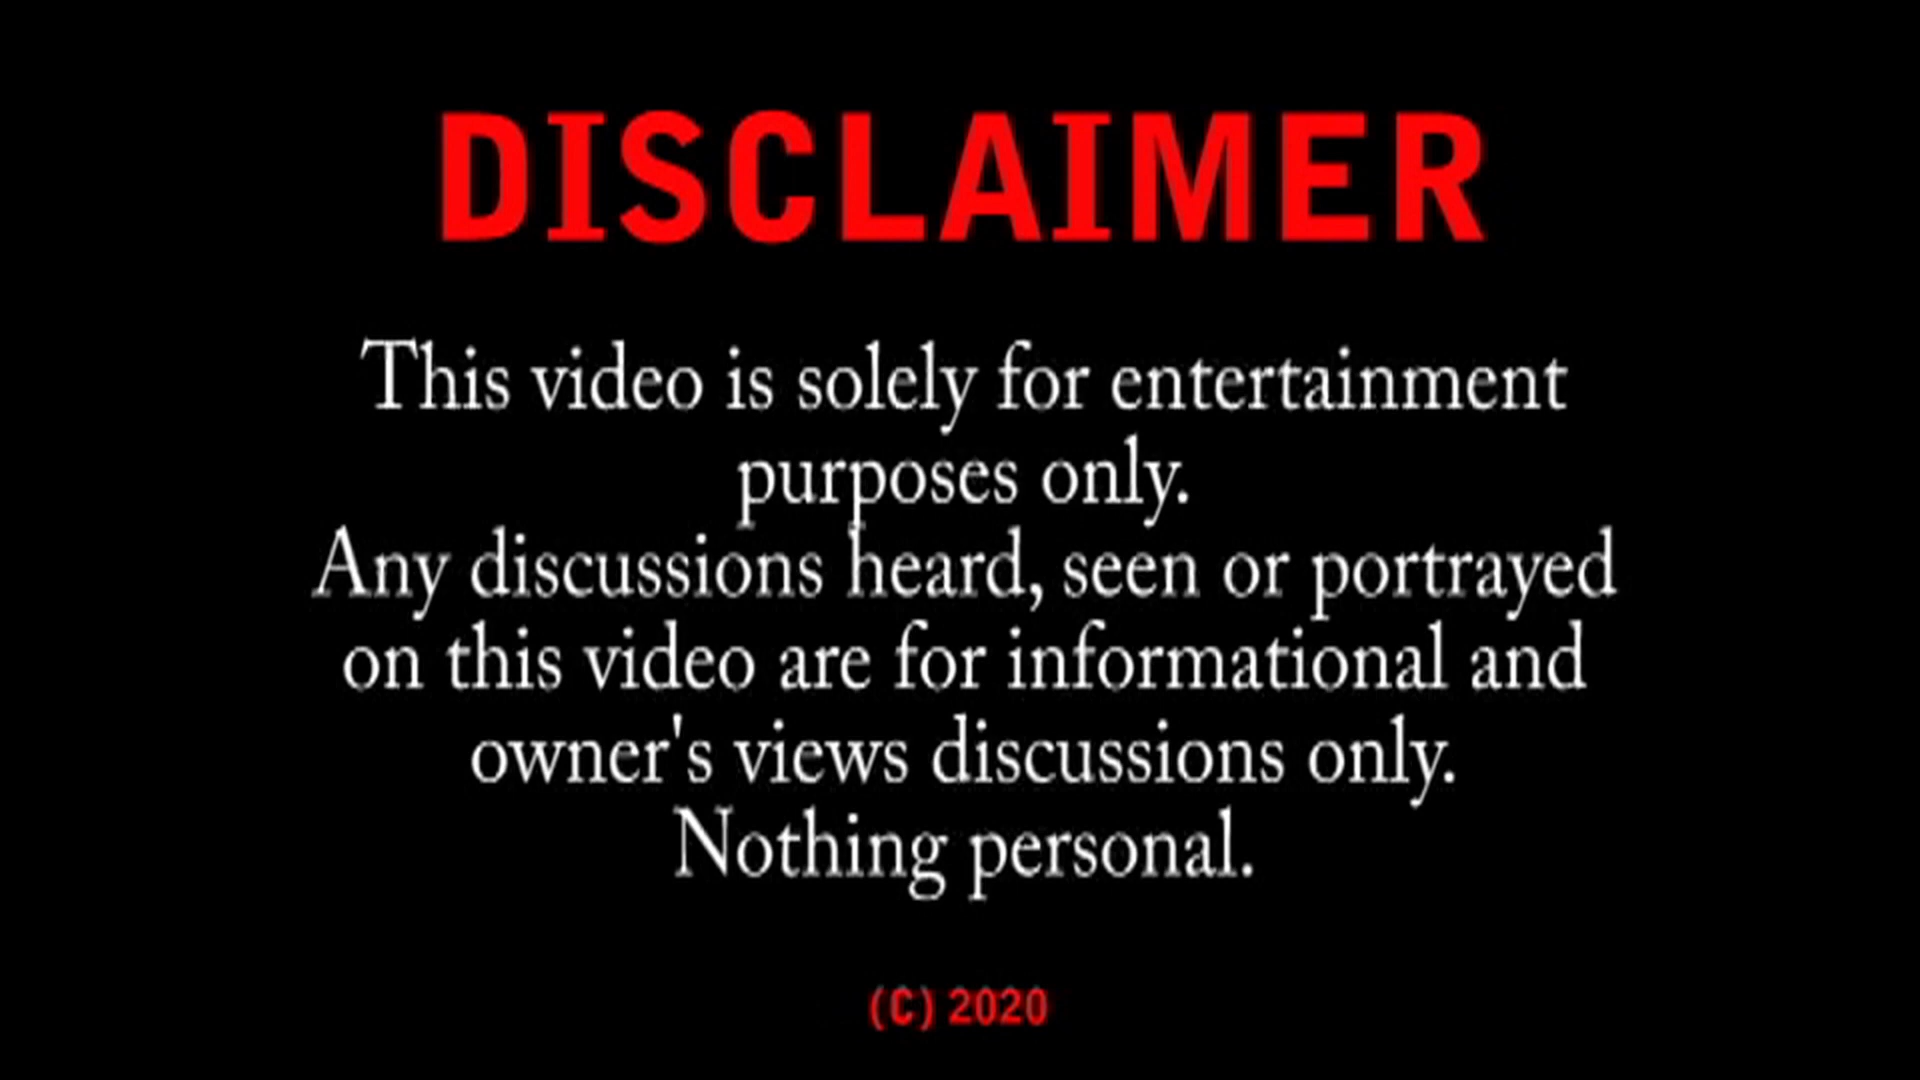 DISCLAIMER
This video is solely for entertainment
purposes only.
Any discussions heard, seen or portrayed
on this video are for informational and
owner's views discussions only.
Nothing personal.
(C) 2020